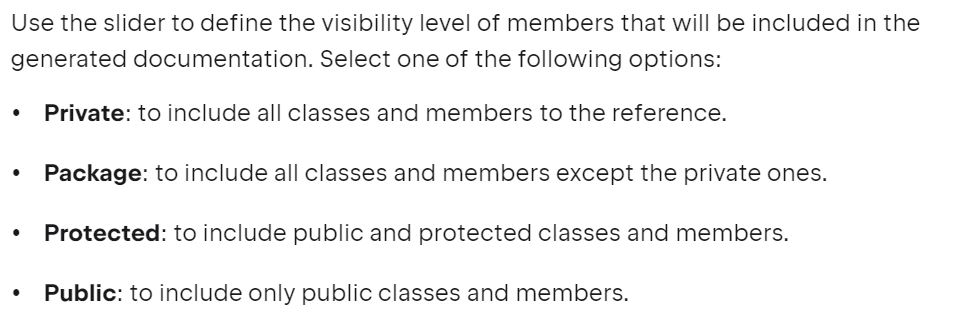 Use the slider to define the visibility level of members that will be included in the
generated documentation. Select one of the following options:
• Private: to include all classes and members to the reference.
• Package: to include all classes and members except the private ones.
• Protected: to include public and protected classes and members.
• Public: to include only public classes and members.